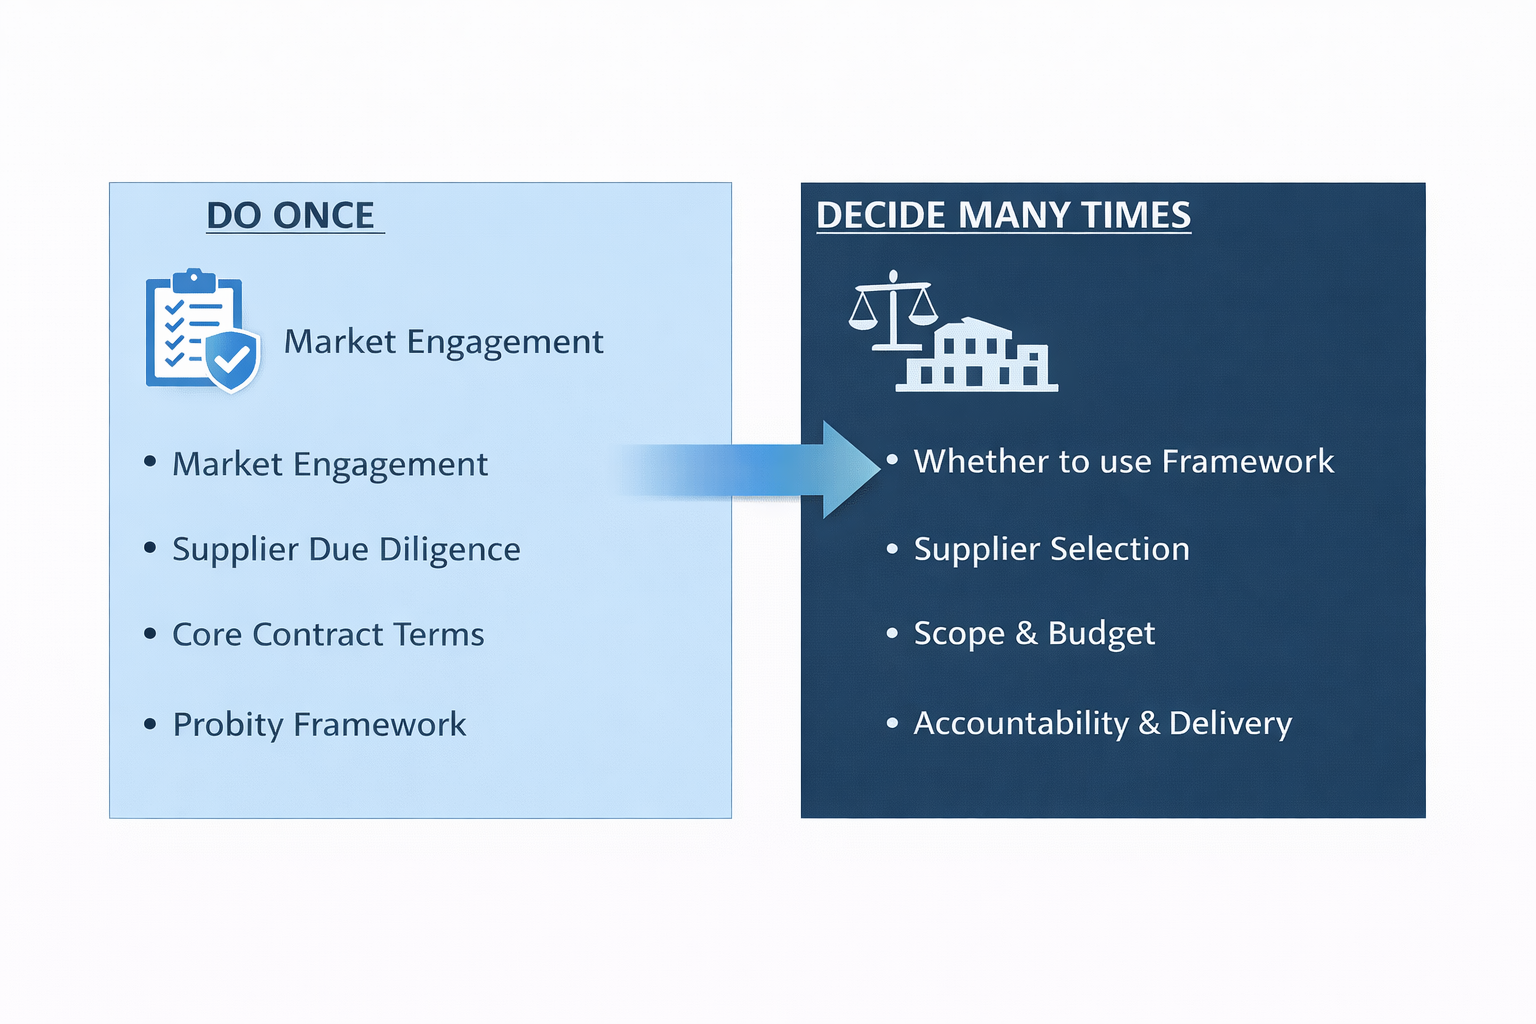 DO ONCE
Market Engagement
• Market Engagement
• Supplier Due Diligence
• Core Contract Terms
• Probity Framework
DECIDE MANY TIMES
• Whether to use Framework
• Supplier Selection
• Scope & Budget
• Accountability & Delivery